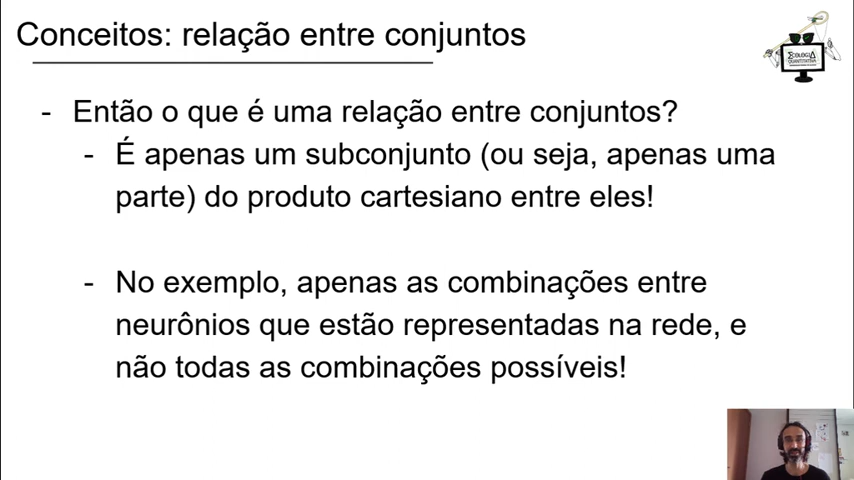 Conceitos: relação entre conjuntos
ECOLOGIA
QUANTITATIVA
- Então o que é uma relação entre conjuntos?
- É apenas um subconjunto (ou seja, apenas uma
parte) do produto cartesiano entre eles!
- No exemplo, apenas as combinações entre
neurônios que estão representadas na rede, e
não todas as combinações possíveis!